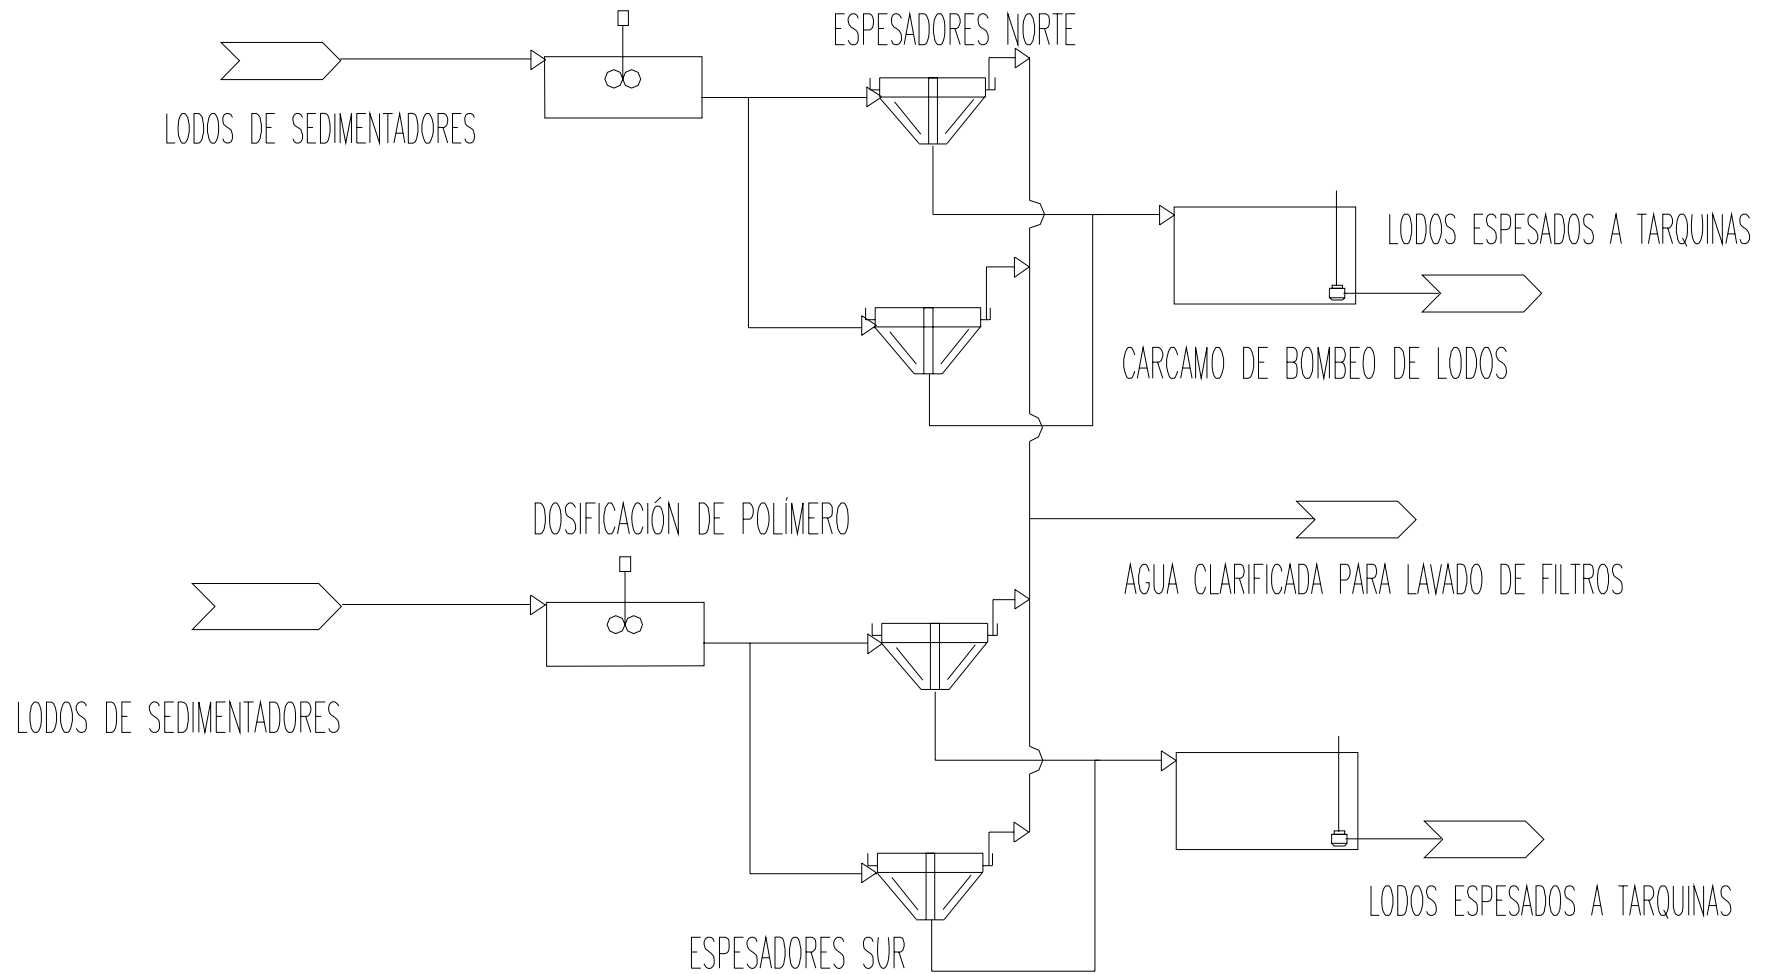 ESPESADORES NORTE
LODOS DE SEDIMENTADORES
LODOS ESPESADOS A TARQUINAS
CARCAMO DE BOMBEO DE LODOS
DOSIFICACIÓN DE POLÍMERO
AGUA CLARIFICADA PARA LAVADO DE FILTROS
LODOS DE SEDIMENTADORES
LODOS ESPESADOS A TARQUINAS
ESPESADORES SUR